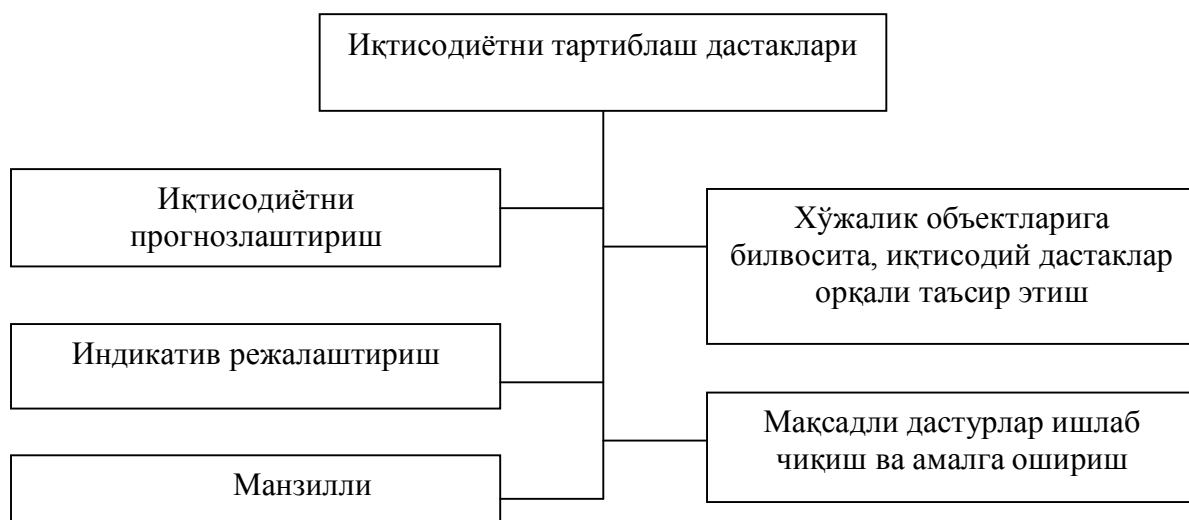 Иқтисодиётни тартиблаш дастаклари
Иқтисодиётни
прогнозлаштириш
Хўжалик объектларига
билвосита, иқтисодий дастаклар
орқали таъсир этиш
Индикатив режалаштириш
Мақсадли дастурлар ишлаб
чиқиш ва амалга ошириш
Манзилли